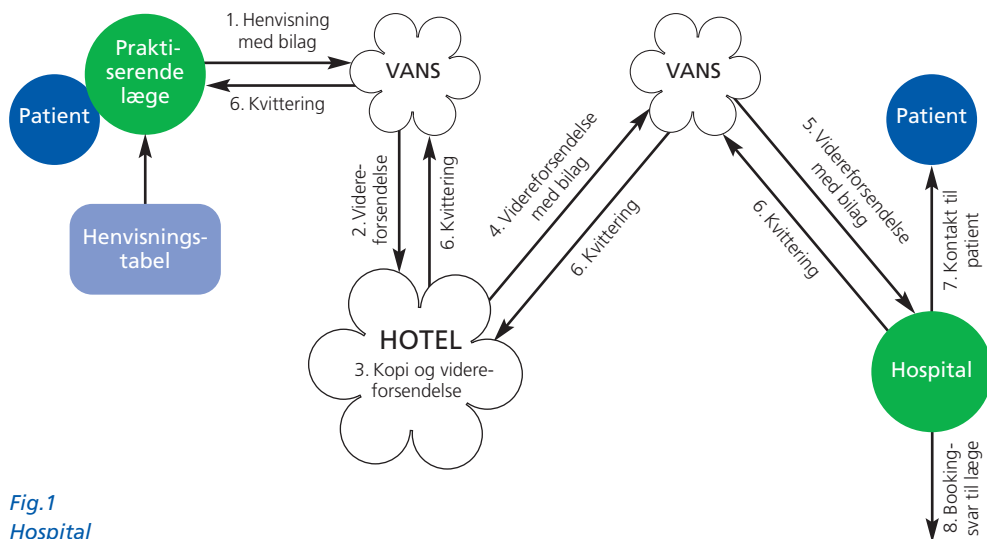 1. Henvisning
med bilag
Prakti-
serende
læge
Patient
6. Kvittering
VANS
VANS
Patient
Henvisnings-
tabel
2. Videre-
forsendelse
6. Kvittering
4. Videreforsendelse
med bilag
6. Kvittering
5. Videreforsendelse
med bilag
6. Kvittering
7. Kontakt til
patient
HOTEL
3. Kopi og videre-
forsendelse
Hospital
8. Booking-
svar til læge
Fig.1
Hospital